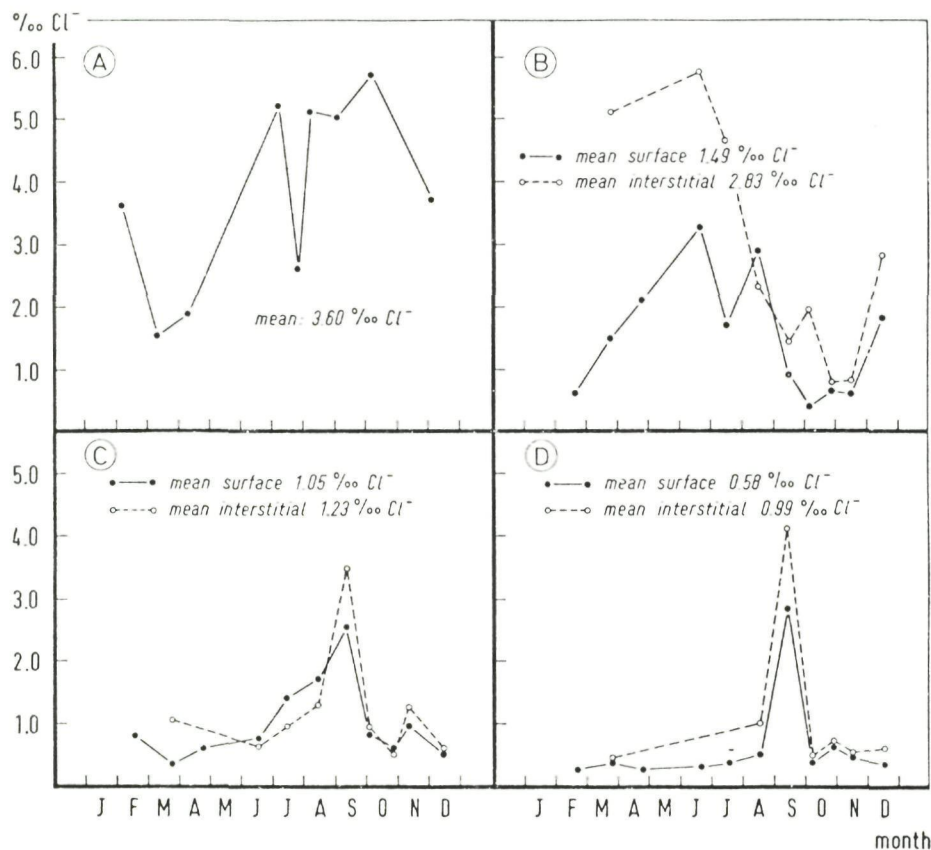 ‰ Cl⁻
6.0
5.0
4.0
3.0
2.0
1.0
A
mean: 3.60 ‰ Cl⁻
B
mean surface 1.49 ‰ Cl⁻
mean interstitial 2.83 ‰ Cl⁻
5.0
4.0
3.0
2.0
1.0
C
mean surface 1.05 ‰ Cl⁻
mean interstitial 1.23 ‰ Cl⁻
D
mean surface 0.58 ‰ Cl⁻
mean interstitial 0.99 ‰ Cl⁻
J F M A M J J A S O N D
J F M A M J J A S O N D
month